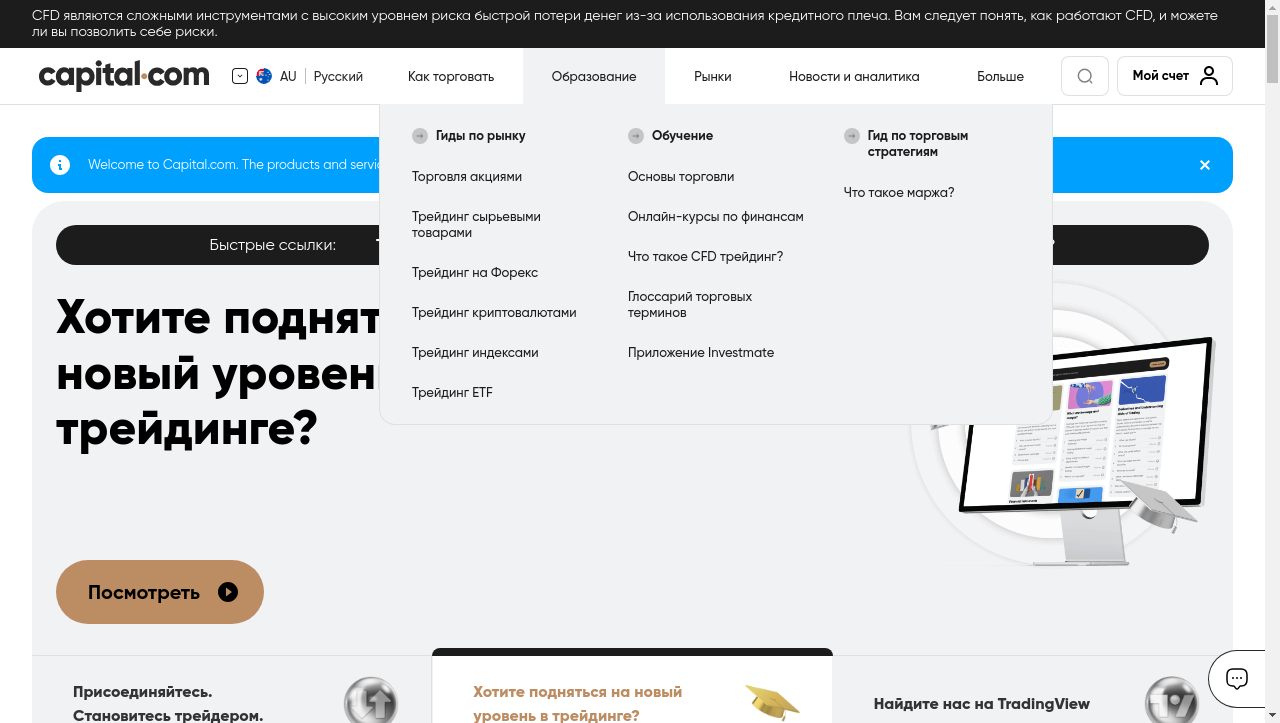 CFD являются сложными инструментами с высоким уровнем риска быстрой потери денег из-за использования кредитного плеча. Вам следует понять, как работают CFD, и можете
ли вы позволить себе риски.
capital.com
AU
Русский
Как торговать
Образование
Рынки
Новости и аналитика
Больше
Мой счет
Гиды по рынку
Торговля акциями
Трейдинг сырьевыми
товарами
Трейдинг на Форекс
Трейдинг криптовалютами
Трейдинг индексами
Трейдинг ETF
Обучение
Основы торговли
Онлайн-курсы по финансам
Что такое CFD трейдинг?
Глоссарий торговых
терминов
Приложение Investmate
Гид по торговым
стратегиям
Что такое маржа?
Welcome to Capital.com. The products and
Быстрые ссылки:
Хотите
новый
трейдинге?
Посмотреть
Присоединяйтесь.
Становитесь трейдером.
Хотите подняться на новый
уровень в трейдинге?
Найдите нас на TradingView